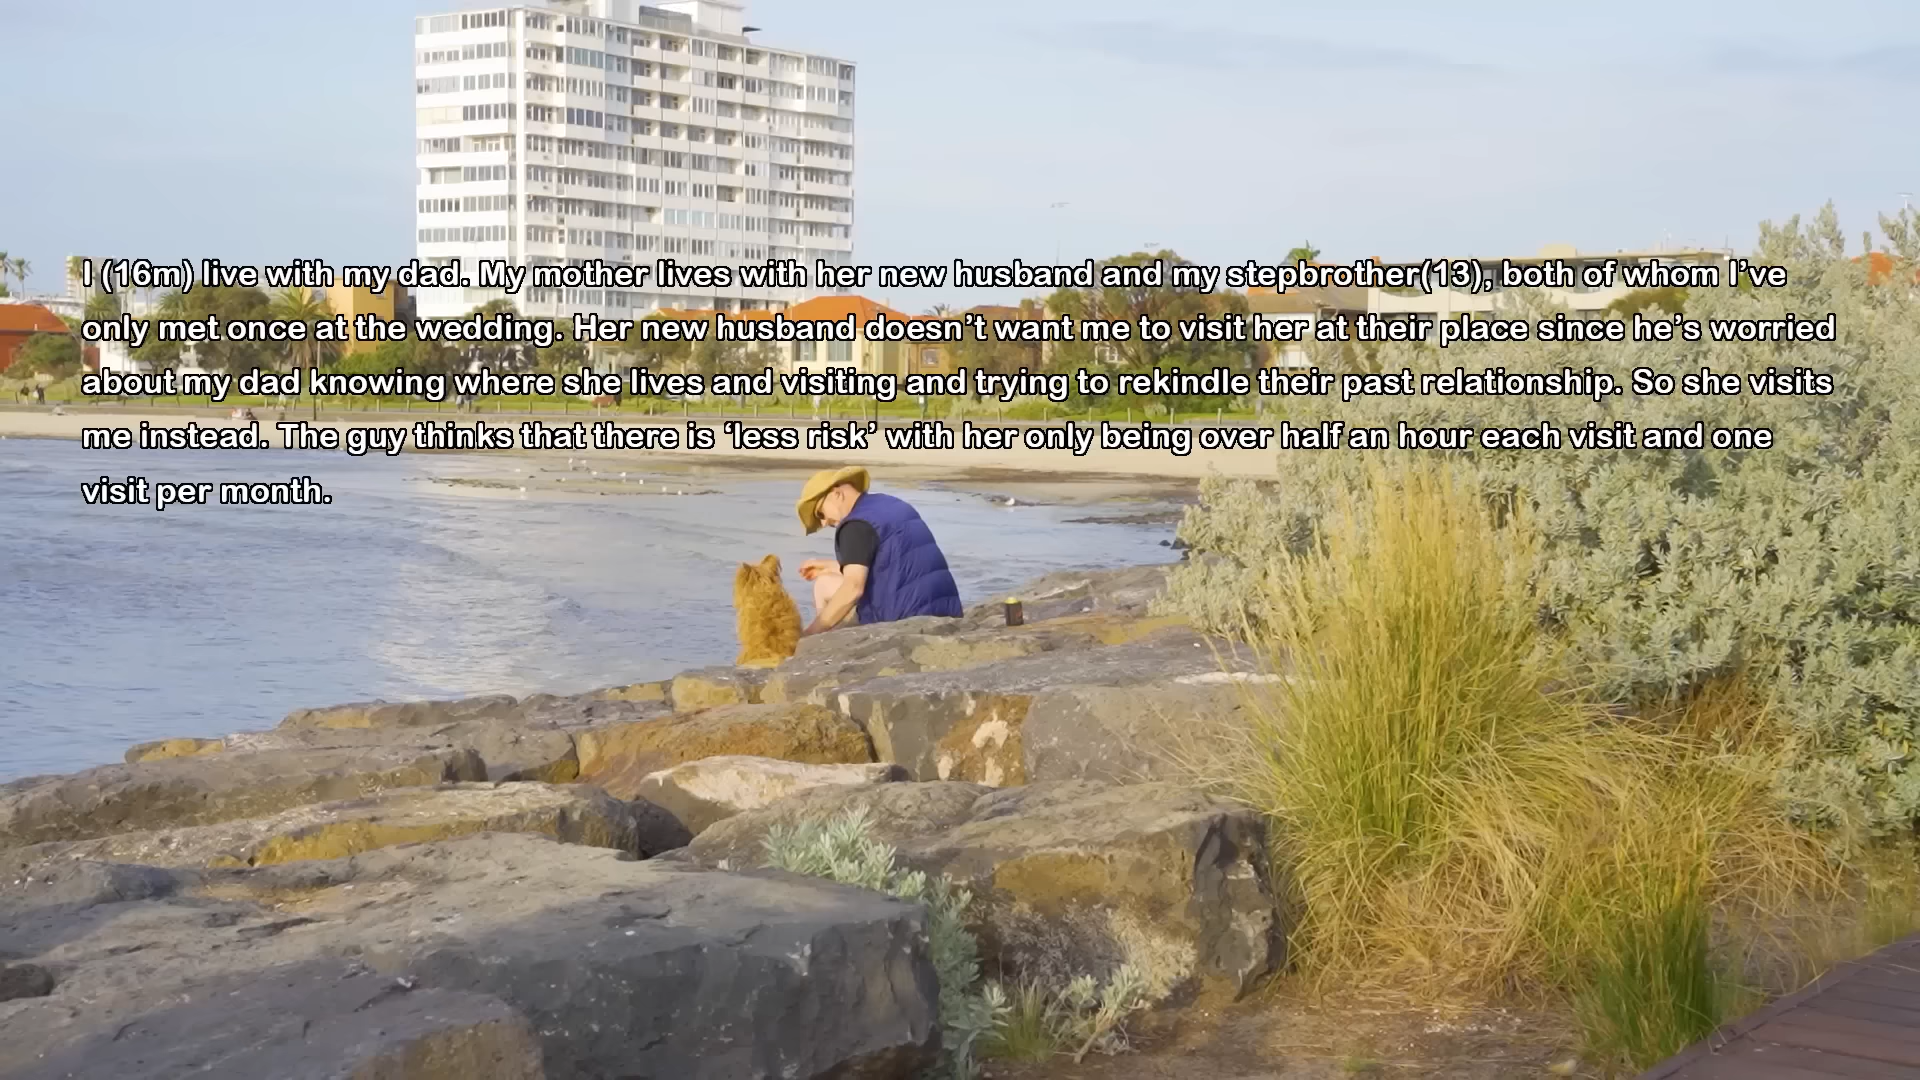 I (16m) live with my dad. My mother lives with her new husband and my stepbrother(13), both of whom I’ve
only met once at the wedding. Her new husband doesn’t want me to visit her at their place since he’s worried
about my dad knowing where she lives and visiting and trying to rekindle their past relationship. So she visits
me instead. The guy thinks that there is ‘less risk’ with her only being over half an hour each visit and one
visit per month.